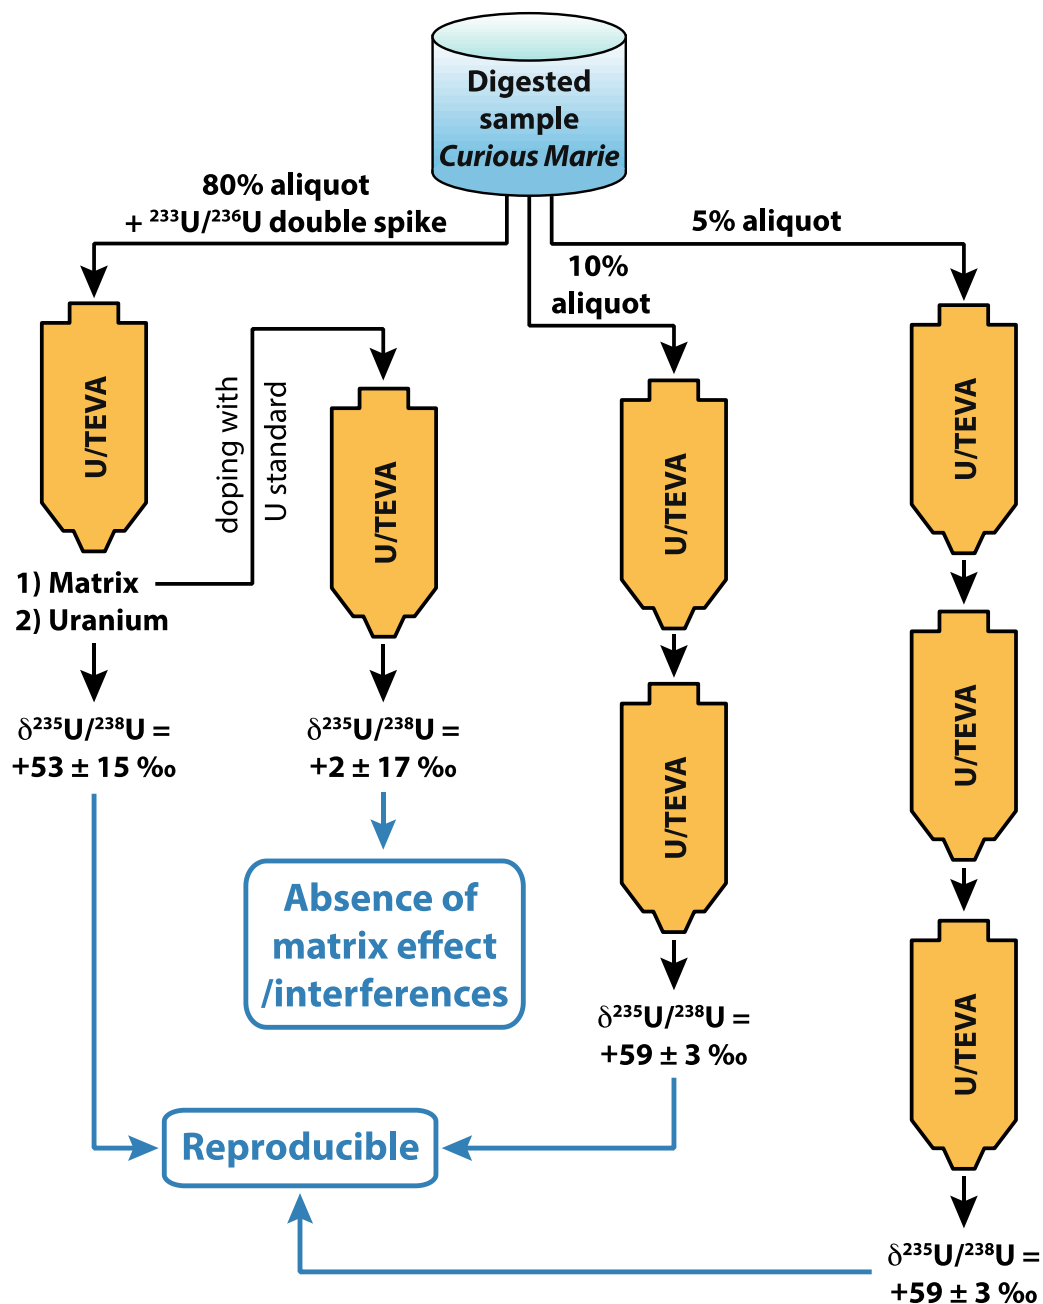 Digested
sample
Curious Marie
80% aliquot
+ ²³³U/²³⁶U double spike
5% aliquot
10%
aliquot
U/TEVA
doping with
U standard
U/TEVA
U/TEVA
U/TEVA
1) Matrix
2) Uranium
δ²³⁵U/²³⁸U =
+53 ± 15 ‰
δ²³⁵U/²³⁸U =
+2 ± 17 ‰
U/TEVA
U/TEVA
Absence of
matrix effect
/interferences
δ²³⁵U/²³⁸U =
+59 ± 3 ‰
U/TEVA
Reproducible
δ²³⁵U/²³⁸U =
+59 ± 3 ‰